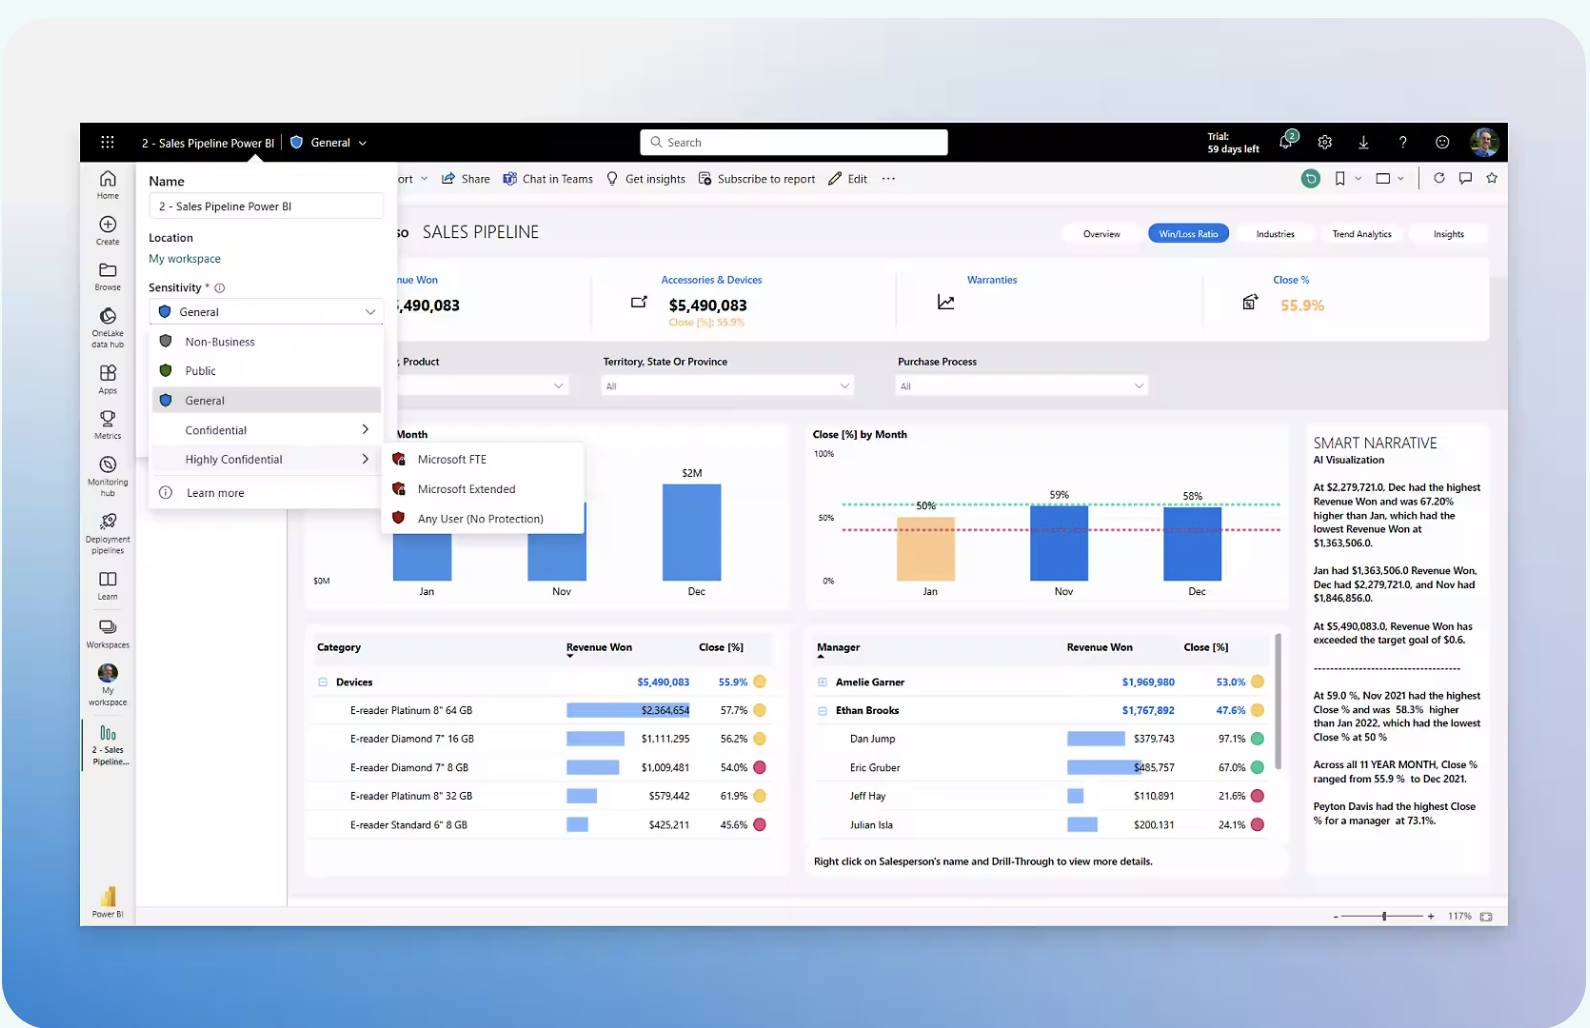 2 - Sales Pipeline Power BI
General
Search
Trial:
59 days left
2
?
Home
Create
Browse
OneLake
data hub
Apps
Metrics
Monitoring
hub
Deployment
pipelines
Learn
Workspaces
My
workspace
2 - Sales
Pipeline...
Power BI
Name
2 - Sales Pipeline Power BI
Location
My workspace
Sensitivity *
General
Non-Business
Public
General
Confidential
Highly Confidential
Learn more
Microsoft FTE
Microsoft Extended
Any User (No Protection)
ort
Share
Chat in Teams
Get insights
Subscribe to report
Edit
...
so SALES PIPELINE
Overview
Win/Loss Ratio
Industries
Trend Analytics
Insights
nue Won
,490,083
Accessories & Devices
$5,490,083
Close [%]: 55.9%
Warranties
Close %
55.9%
, Product
Territory, State Or Province
All
Purchase Process
All
Month
$2M
$0M
Jan
Nov
Dec
Close [%] by Month
100%
50%
0%
50%
59%
58%
Jan
Nov
Dec
SMART NARRATIVE
AI Visualization
At $2,279,721.0, Dec had the highest
Revenue Won and was 67.20%
higher than Jan, which had the
lowest Revenue Won at
$1,363,506.0.
Jan had $1,363,506.0 Revenue Won,
Dec had $2,279,721.0, and Nov had
$1,846,856.0.
At $5,490,083.0, Revenue Won has
exceeded the target goal of $0.6.
------------------------------------
At 59.0 %, Nov 2021 had the highest
Close % and was 58.3% higher
than Jan 2022, which had the lowest
Close % at 50 %
Across all 11 YEAR MONTH, Close %
ranged from 55.9 % to Dec 2021.
Peyton Davis had the highest Close
% for a manager at 73.1%.
Category Revenue Won Close [%]
Devices $5,490,083 55.9%
E-reader Platinum 8" 64 GB $2,364,654 57.7%
E-reader Diamond 7" 16 GB $1,111,295 56.2%
E-reader Diamond 7" 8 GB $1,009,481 54.0%
E-reader Platinum 8" 32 GB $579,442 61.9%
E-reader Standard 6" 8 GB $425,211 45.6%
Manager Revenue Won Close [%]
Amelie Garner $1,969,980 53.0%
Ethan Brooks $1,767,892 47.6%
Dan Jump $379,743 97.1%
Eric Gruber $485,757 67.0%
Jeff Hay $110,891 21.6%
Julian Isla $200,131 24.1%
Right click on Salesperson's name and Drill-Through to view more details.
- + 117%